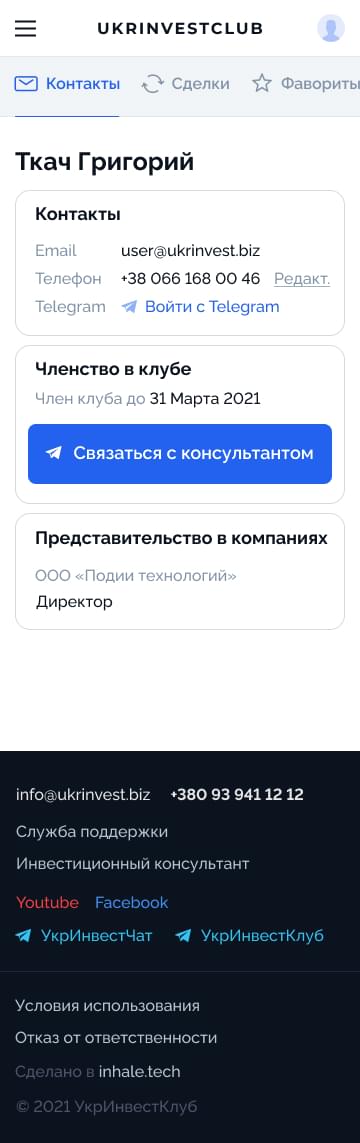 UKRINVESTCLUB
Контакты Сделки Фавориты
Ткач Григорий
Контакты
Email user@ukrinvest.biz
Телефон +38 066 168 00 46 Редакт.
Telegram Войти с Telegram
Членство в клубе
Член клуба до 31 Марта 2021
Связаться с консультантом
Представительство в компаниях
ООО «Подии технологий»
Директор
info@ukrinvest.biz +380 93 941 12 12
Служба поддержки
Инвестиционный консультант
Youtube Facebook
УкрИнвестЧат УкрИнвестКлуб
Условия использования
Отказ от ответственности
Сделано в inhale.tech
© 2021 УкрИнвестКлуб